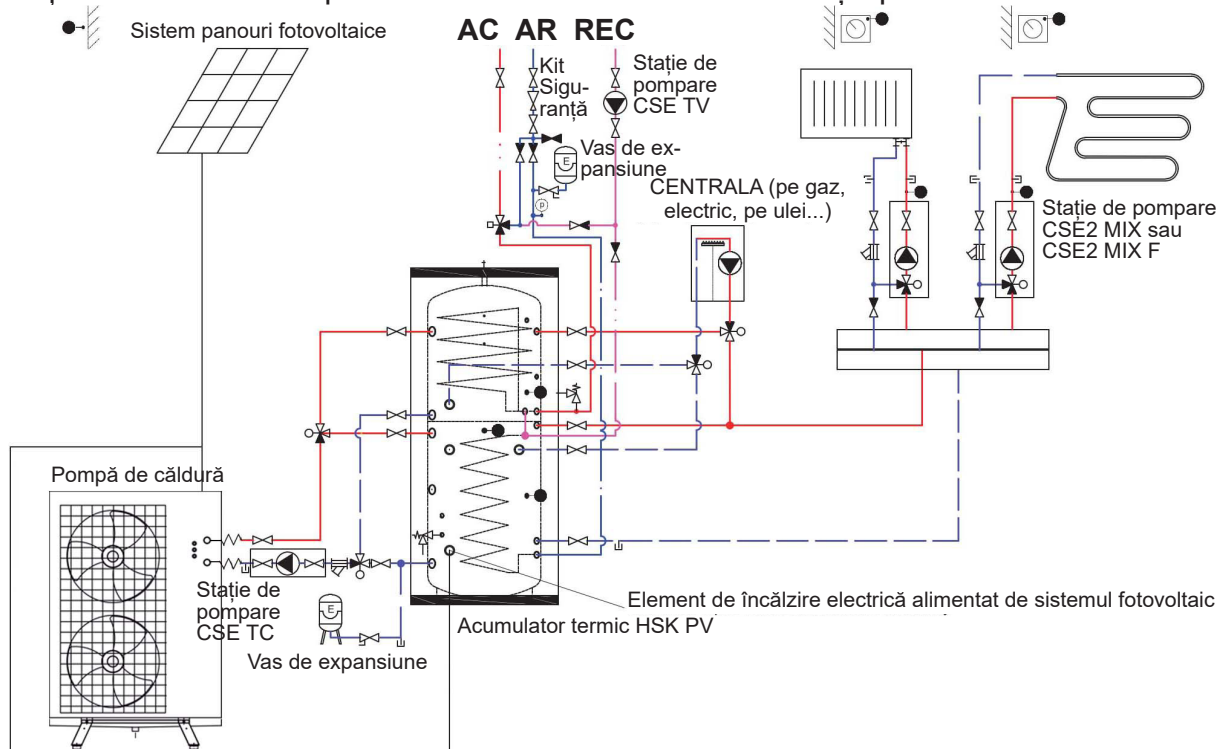 Sistem panouri fotovoltaice
AC AR REC
Kit
Sigu-
ranță
Stație de
pompare
CSE TV
E
Vas de ex-
pansiune
P
CENTRALA (pe gaz,
electric, pe ulei...)
Stație de pompare
CSE2 MIX sau
CSE2 MIX F
Pompă de căldură
Stație de
pompare
CSE TC
E
Vas de expansiune
Element de încălzire electrică alimentat de sistemul fotovoltaic
Acumulator termic HSK PV